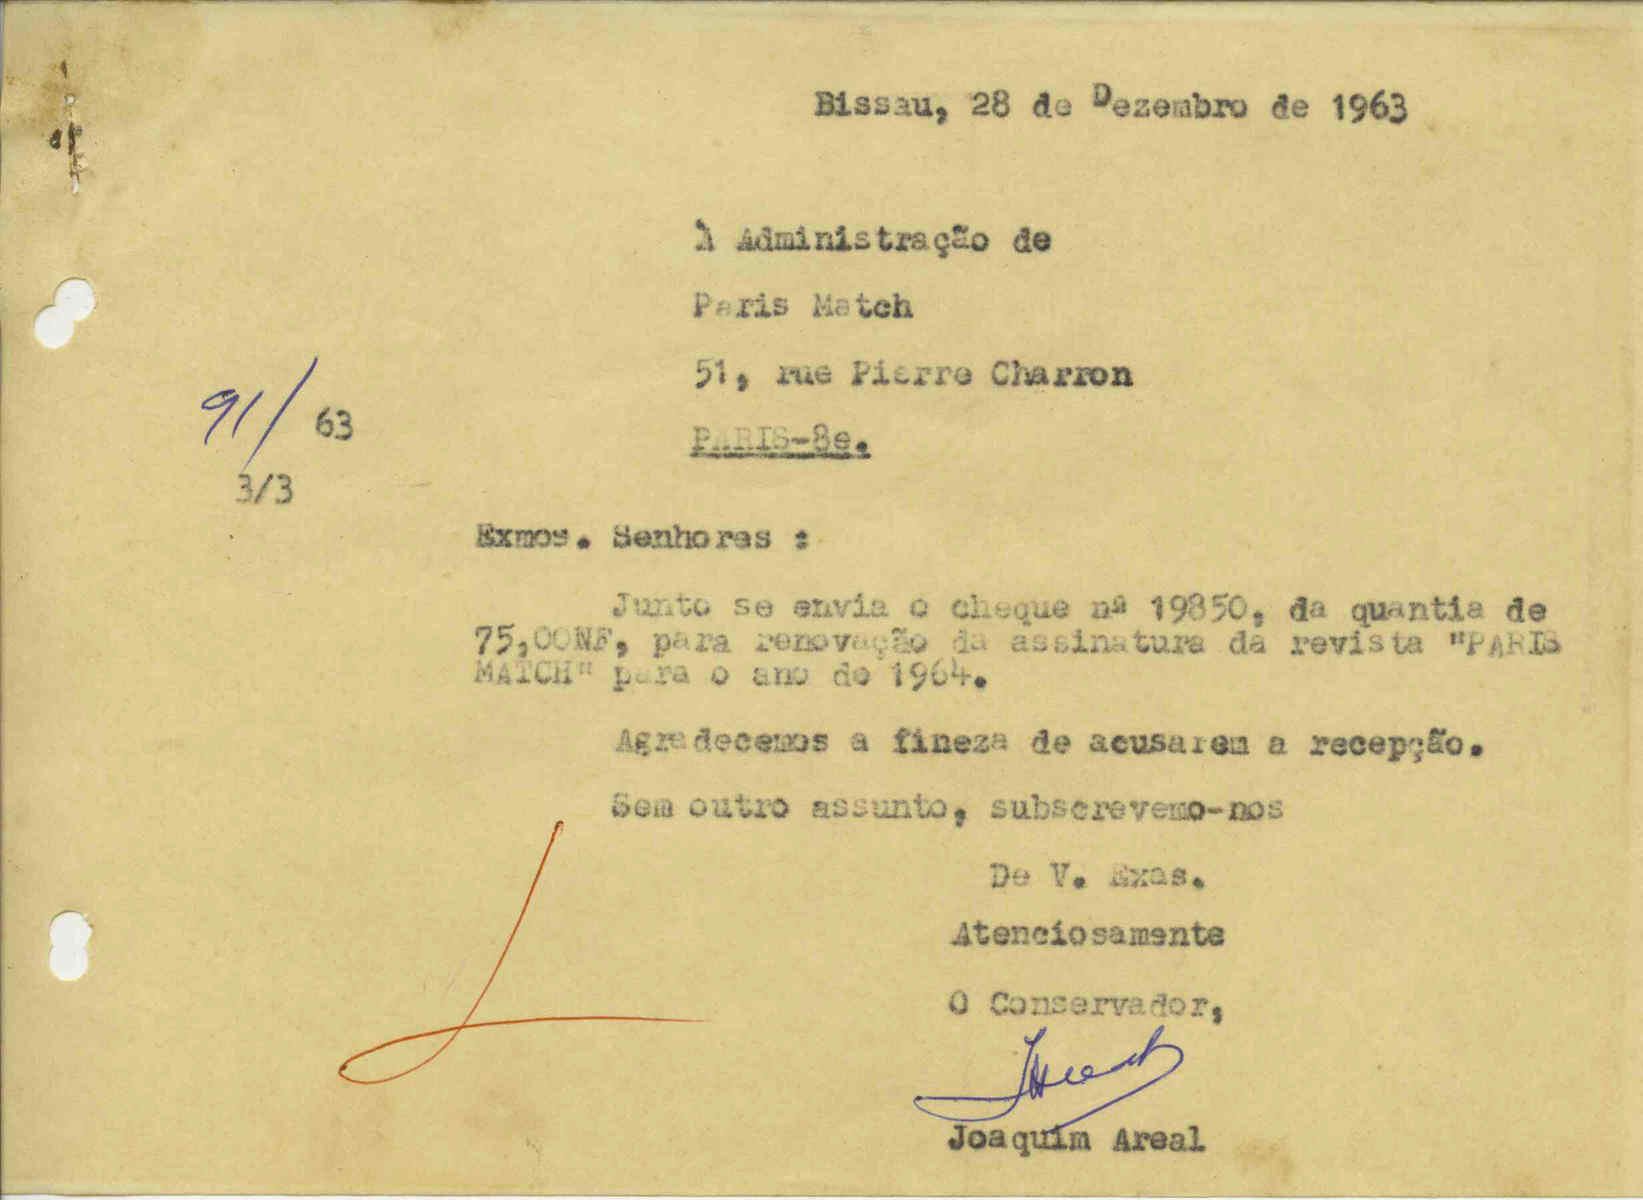 Bissau, 28 de Dezembro de 1963
À Administração de
Paris Match
51, rue Pierre Charron
PARIS-8e.
91/ 63
3/3
Exmos. Senhores :
Junto se envia o cheque nº 19850, da quantia de
75,00NF, para renovação da assinatura da revista "PARIS
MATCH" para o ano de 1964.
Agradecemos a fineza de acusarem a recepção.
Sem outro assunto, subscrevemo-nos
De V. Exas.
Atenciosamente
O Conservador,
Joaquim Areal